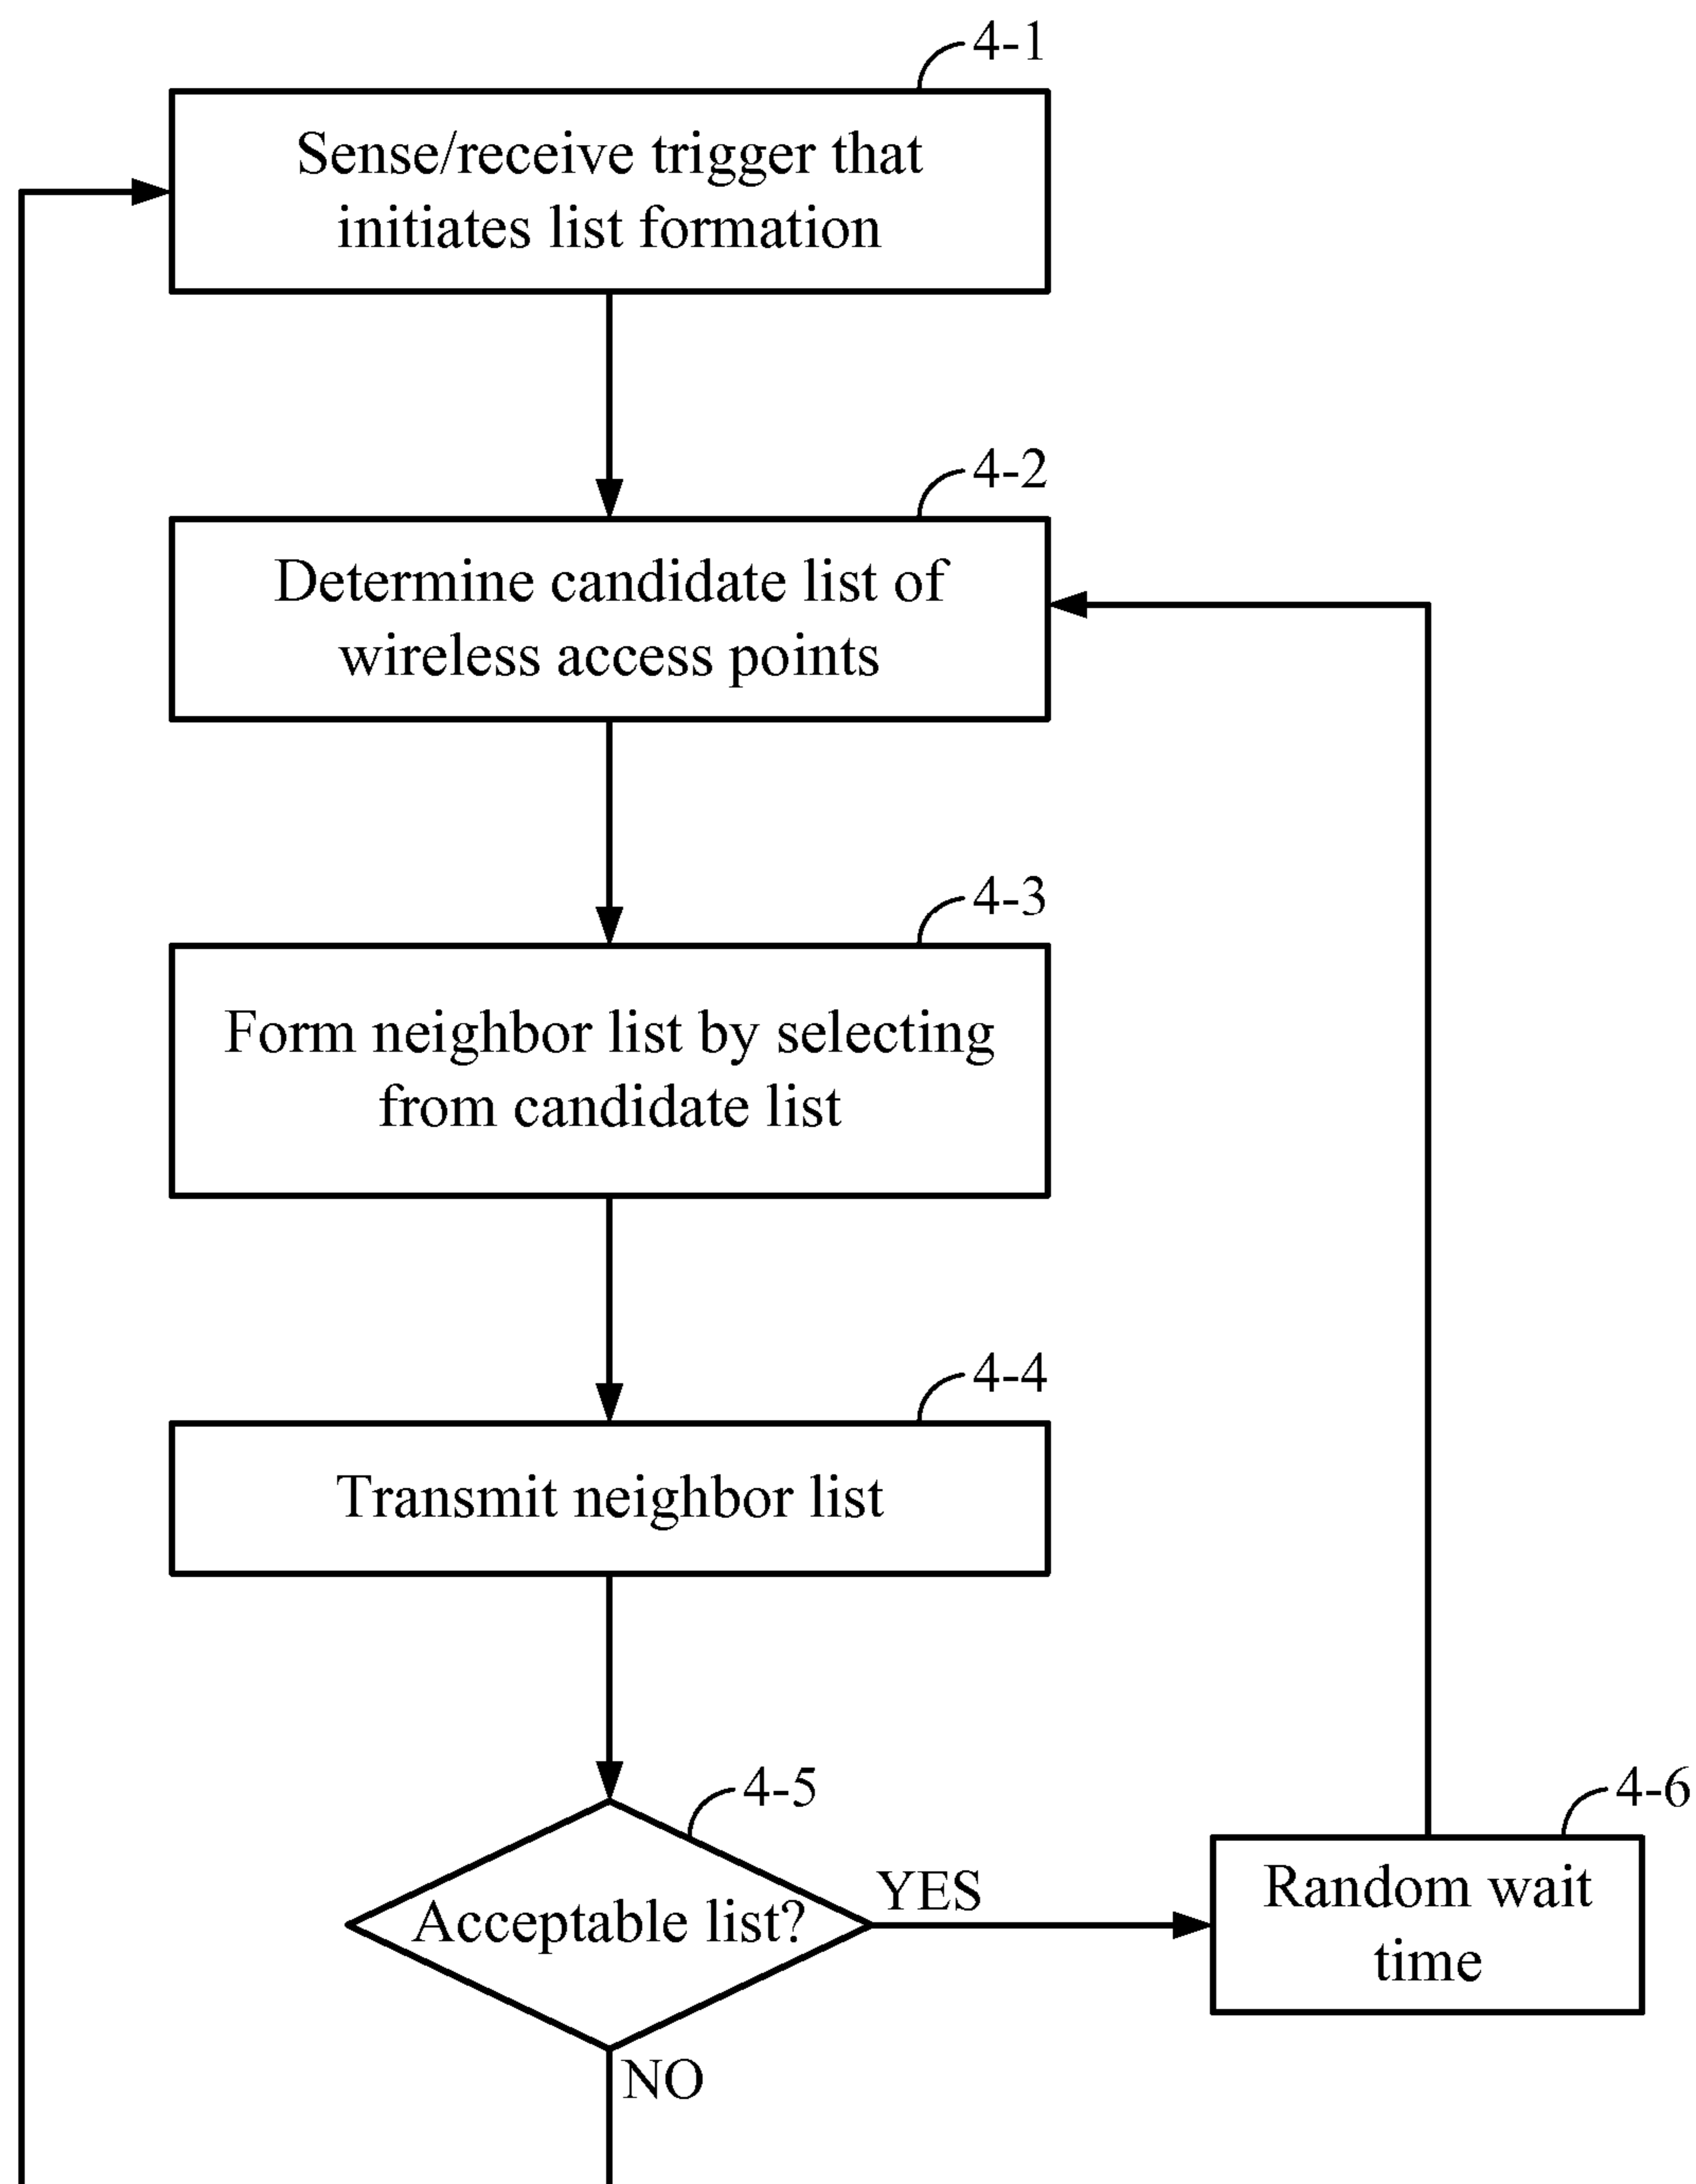 4-1
Sense/receive trigger that
initiates list formation
4-2
Determine candidate list of
wireless access points
4-3
Form neighbor list by selecting
from candidate list
4-4
Transmit neighbor list
4-5
Acceptable list?
YES
4-6
Random wait
time
NO